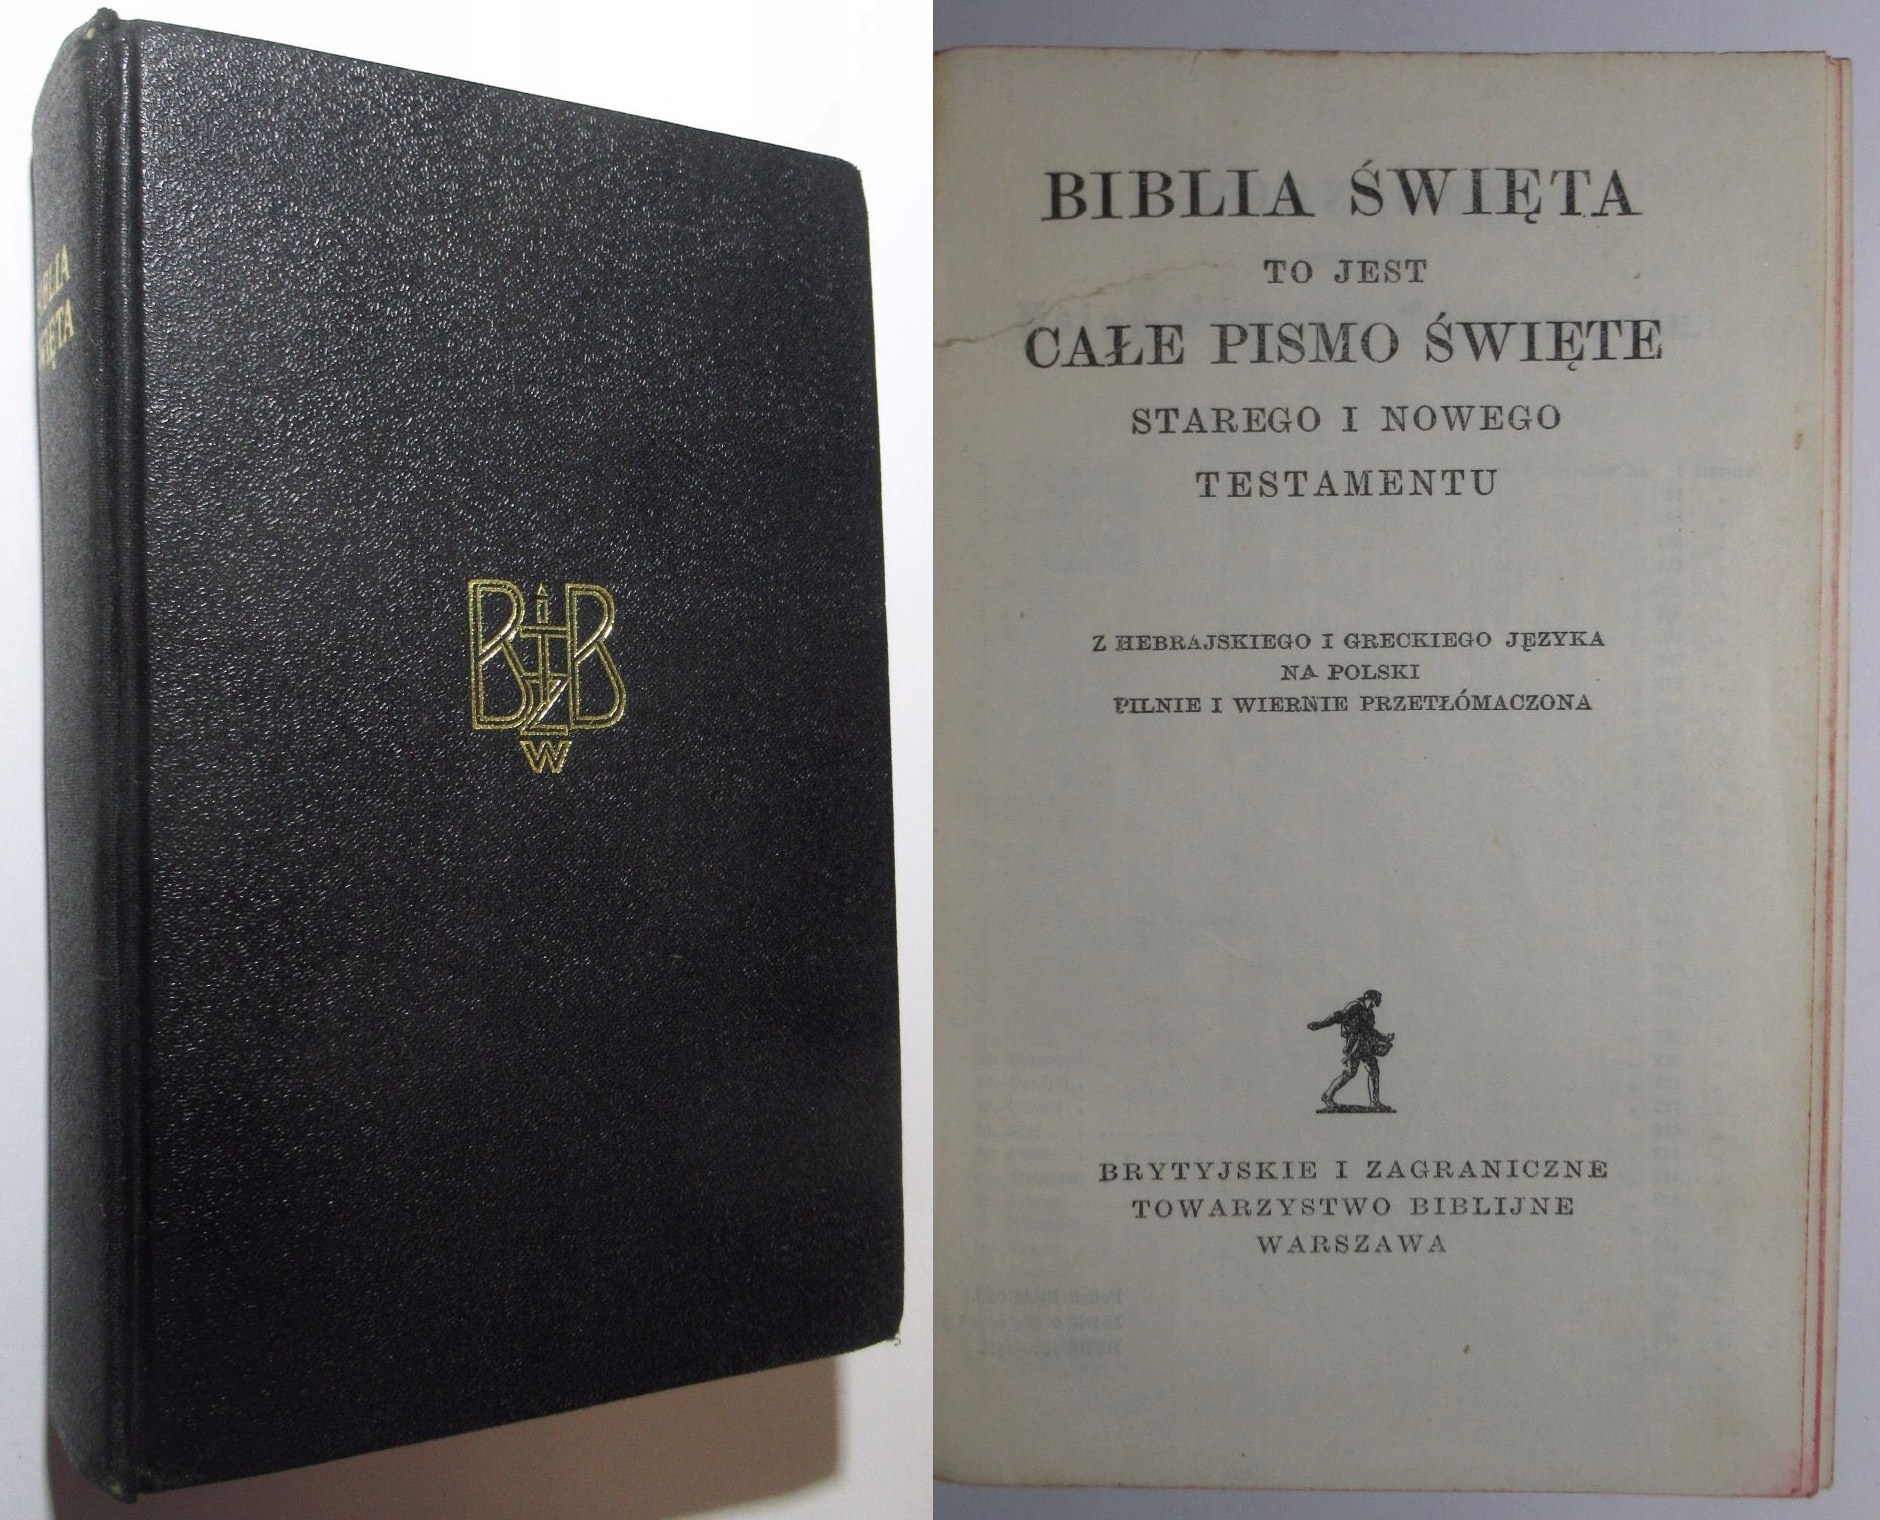 BIBLIA
ŚWIĘTA
B i B
Z
W
BIBLIA ŚWIĘTA
TO JEST
CAŁE PISMO ŚWIĘTE
STAREGO I NOWEGO
TESTAMENTU
Z HEBRAJSKIEGO I GRECKIEGO JĘZYKA
NA POLSKI
PILNIE I WIERNIE PRZETŁÓMACZONA
BRYTYJSKIE I ZAGRANICZNE
TOWARZYSTWO BIBLIJNE
WARSZAWA